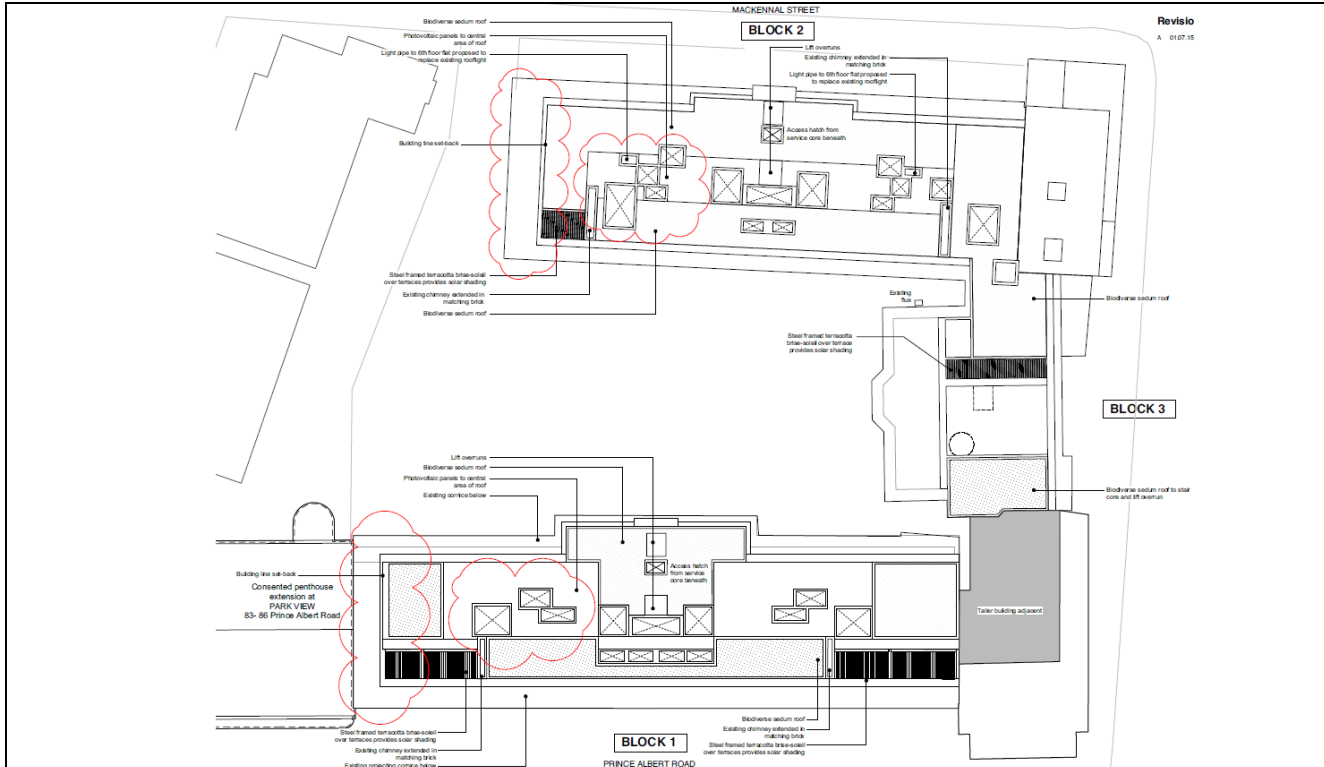 MACKENNAL STREET
BLOCK 2
Revisio
A 01.07.15
Biodiverse sedum roof
Photovoltaic panels to central
area of roof
Light pipe to 6th floor flat proposed
to replace existing rooflight
Lift overruns
Existing chimney extended in
matching brick
Light pipe to 6th floor flat proposed
to replace existing rooflight
Access hatch from
service core beneath
Building line set-back
Steel framed terracotta brise-soleil
over terraces provides solar shading
Existing chimney extended in
matching brick
Biodiverse sedum roof
Existing
flue
Biodiverse sedum roof
Steel framed terracotta
brise-soleil over terrace
provides solar shading
BLOCK 3
Lift overruns
Biodiverse sedum roof
Photovoltaic panels to central
area of roof
Existing cornice below
Biodiverse sedum roof to stair
core and lift overrun
Access hatch
from service
core beneath
Building line set-back
Consented penthouse
extension at
PARK VIEW
83- 86 Prince Albert Road
Taller building adjacent
Steel framed terracotta brise-soleil
over terraces provides solar shading
Existing chimney extended in
matching brick
Existing projecting cornice below
Biodiverse sedum roof
Existing chimney extended in
matching brick
Steel framed terracotta brise-soleil
over terraces provides solar shading
BLOCK 1
PRINCE ALBERT ROAD